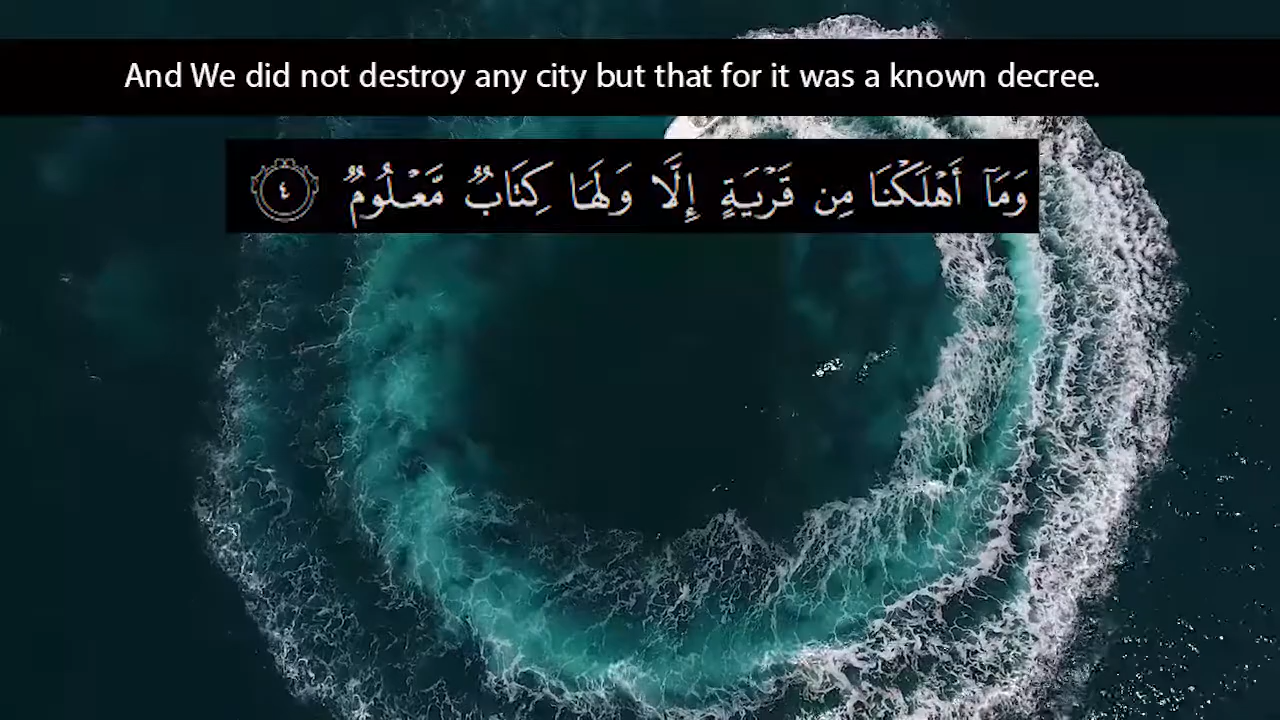 And We did not destroy any city but that for it was a known decree.
وَمَآ أَهْلَكْنَا مِن قَرْيَةٍ إِلَّا وَلَهَا كِتَابٌ مَّعْلُومٌ ٤